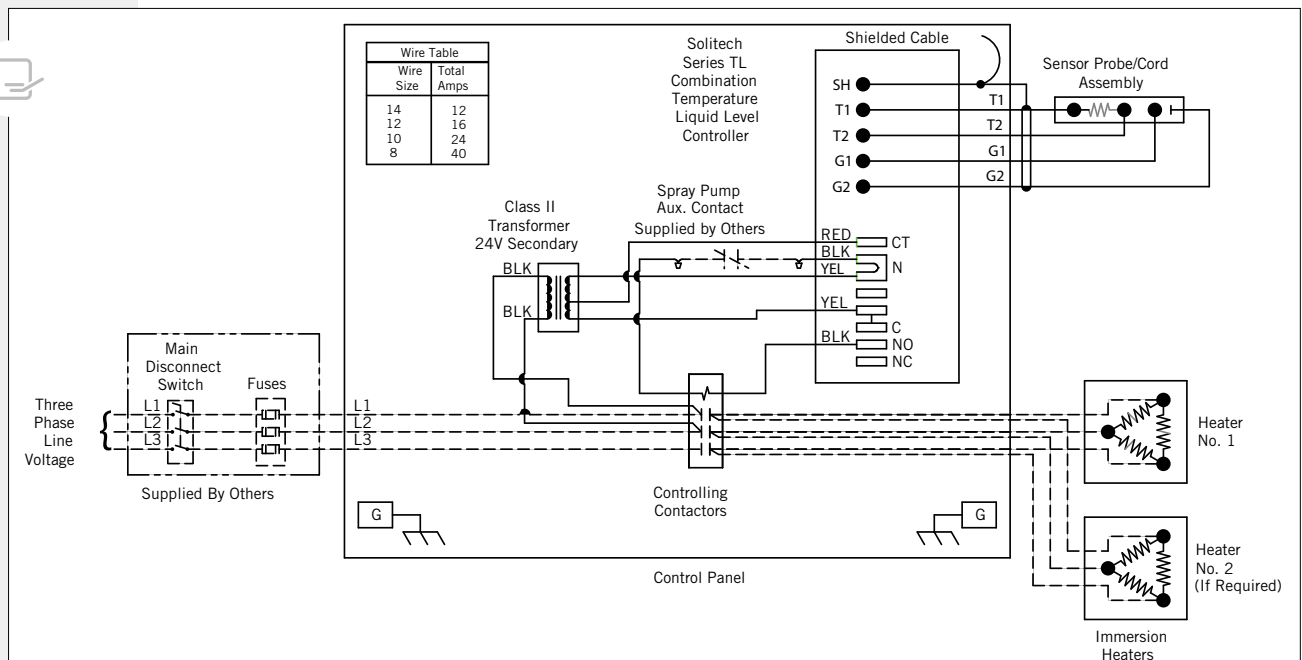 Wire Table
Wire Size
Total Amps
14 12
12 16
10 24
8 40
Solitech
Series TL
Combination
Temperature
Liquid Level
Controller
Shielded Cable
SH
T1
T2
G1
G2
T1
T2
G1
G2
Sensor Probe/Cord
Assembly
Class II
Transformer
24V Secondary
BLK
BLK
Spray Pump
Aux. Contact
Supplied by Others
RED
BLK
YEL
YEL
BLK
CT
N
C
NO
NC
Three
Phase
Line
Voltage
Main
Disconnect
Switch
Fuses
L1
L2
L3
Supplied By Others
L1
L2
L3
Controlling
Contactors
G
G
Control Panel
Heater
No. 1
Heater
No. 2
(If Required)
Immersion
Heaters